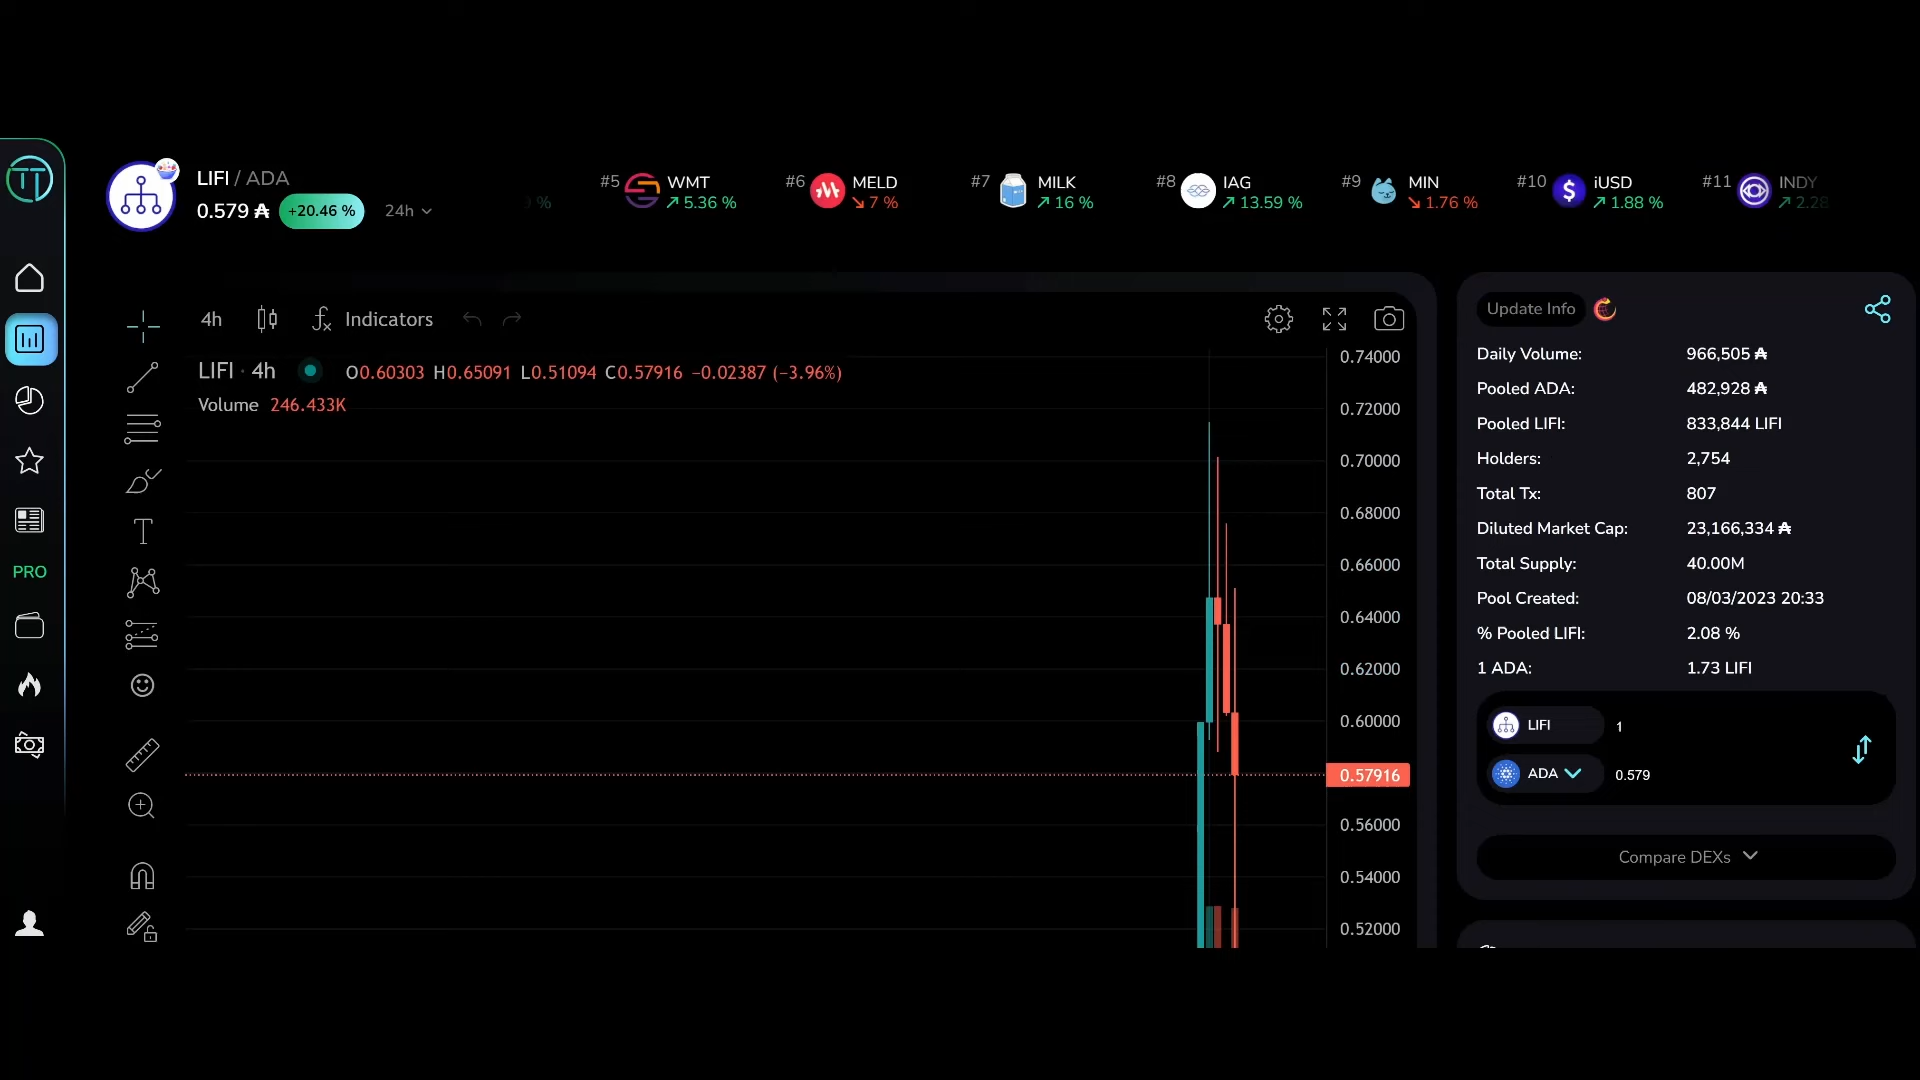 LIFI / ADA
0.579 ₳ +20.46 % 24h
%
#5 WMT
↗ 5.36 %
#6 MELD
↘ 7 %
#7 MILK
↗ 16 %
#8 IAG
↗ 13.59 %
#9 MIN
↘ 1.76 %
#10 iUSD
↗ 1.88 %
#11 INDY
↗ 2.28
PRO
4h Indicators
LIFI · 4h O0.60303 H0.65091 L0.51094 C0.57916 −0.02387 (−3.96%)
Volume 246.433K
0.74000
0.72000
0.70000
0.68000
0.66000
0.64000
0.62000
0.60000
0.57916
0.56000
0.54000
0.52000
Update Info
Daily Volume: 966,505 ₳
Pooled ADA: 482,928 ₳
Pooled LIFI: 833,844 LIFI
Holders: 2,754
Total Tx: 807
Diluted Market Cap: 23,166,334 ₳
Total Supply: 40.00M
Pool Created: 08/03/2023 20:33
% Pooled LIFI: 2.08 %
1 ADA: 1.73 LIFI
LIFI 1
ADA 0.579
Compare DEXs